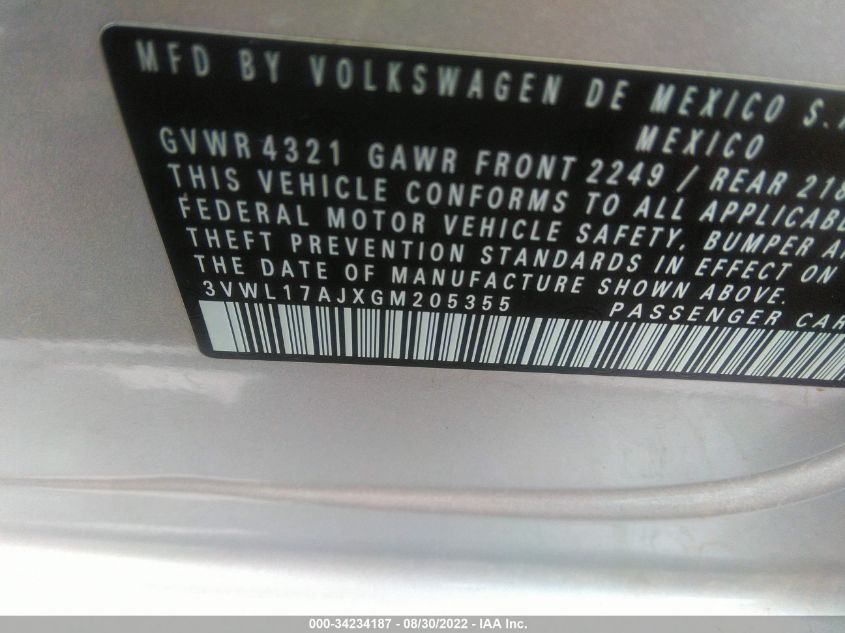 MFD BY VOLKSWAGEN DE MEXICO S.
MEXICO
GVWR 4321 GAWR FRONT 2249 / REAR 218
THIS VEHICLE CONFORMS TO ALL APPLICABLE
FEDERAL MOTOR VEHICLE SAFETY, BUMPER
THEFT PREVENTION STANDARDS IN EFFECT ON
THE DATE OF MANUFACTURE SHOWN ABOVE.
3VWL17AJXGM205355 PASSENGER CAR
000-34234187 - 08/30/2022 - IAA Inc.